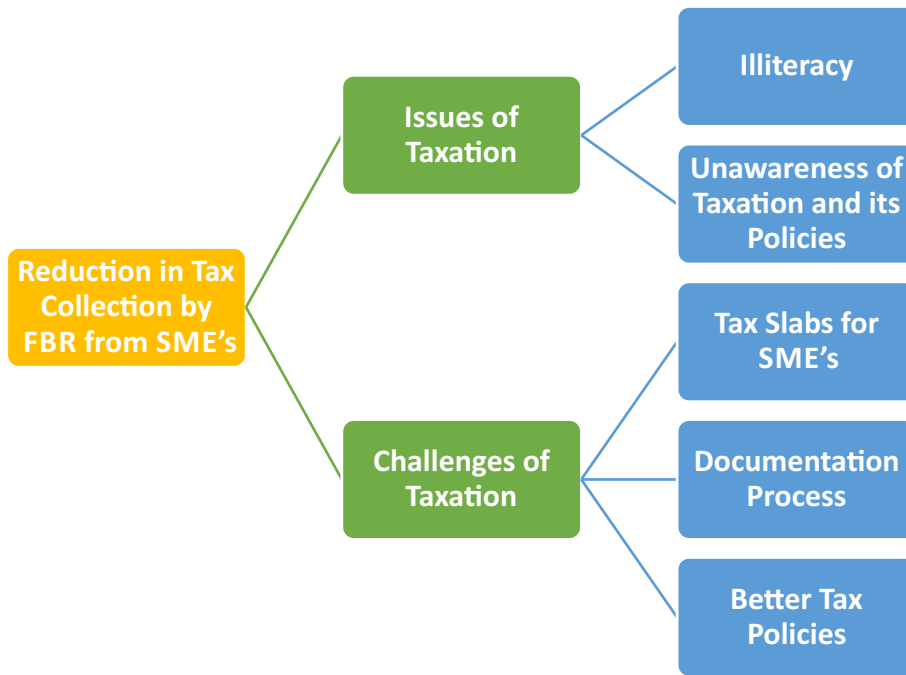 Reduction in Tax
Collection by
FBR from SME's
Issues of
Taxation
Illiteracy
Unawareness of
Taxation and its
Policies
Challenges of
Taxation
Tax Slabs for
SME's
Documentation
Process
Better Tax
Policies